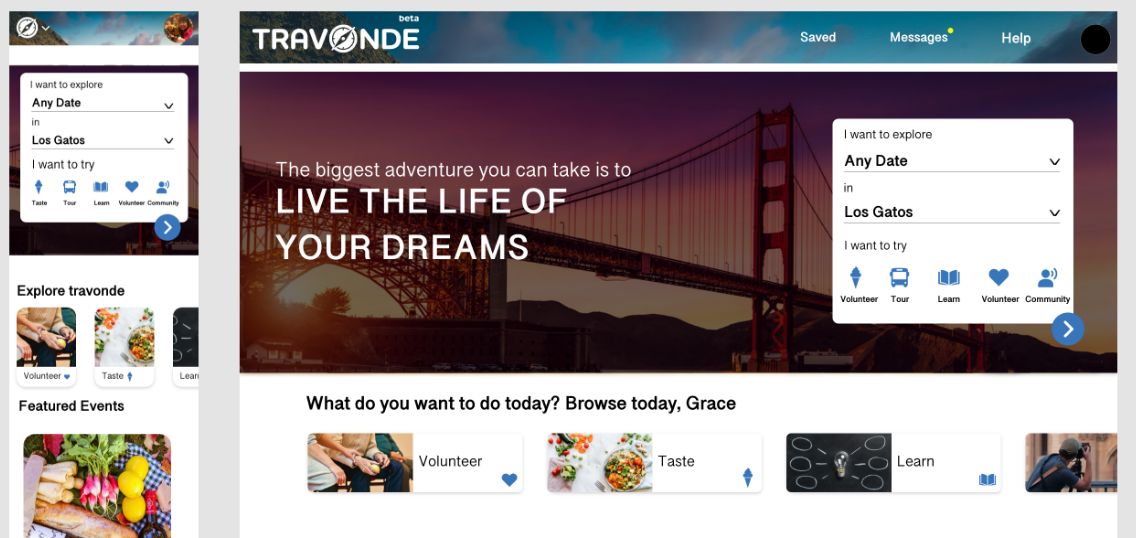 I want to explore
Any Date
in
Los Gatos
I want to try
Taste
Tour
Learn
Volunteer
Community
Explore travonde
Volunteer
Taste
Lear
Featured Events
beta
TRAVONDE
Saved
Messages
Help
The biggest adventure you can take is to
LIVE THE LIFE OF
YOUR DREAMS
I want to explore
Any Date
in
Los Gatos
I want to try
Volunteer
Tour
Learn
Volunteer
Community
What do you want to do today? Browse today, Grace
Volunteer
Taste
Learn